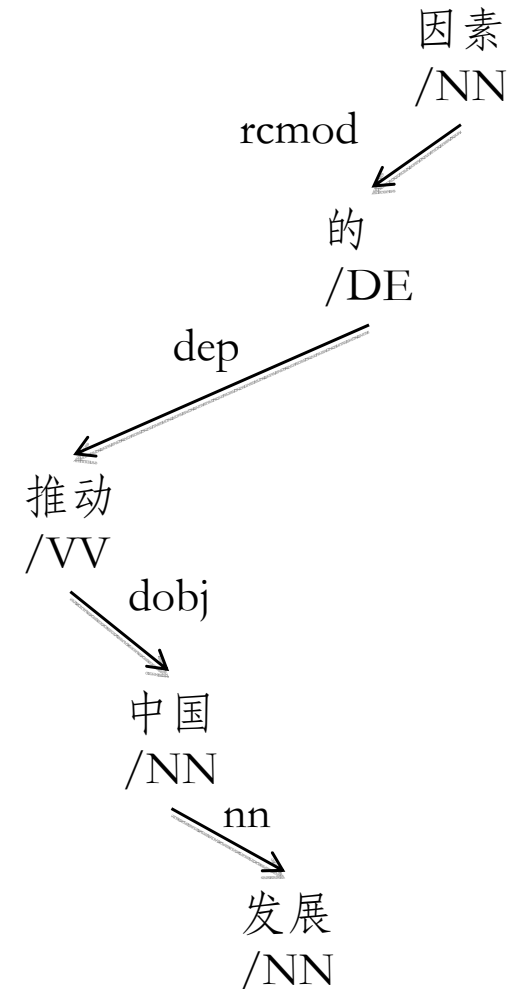 因素
/NN
rcmod
的
/DE
dep
推动
/VV
dobj
中国
/NN
nn
发展
/NN